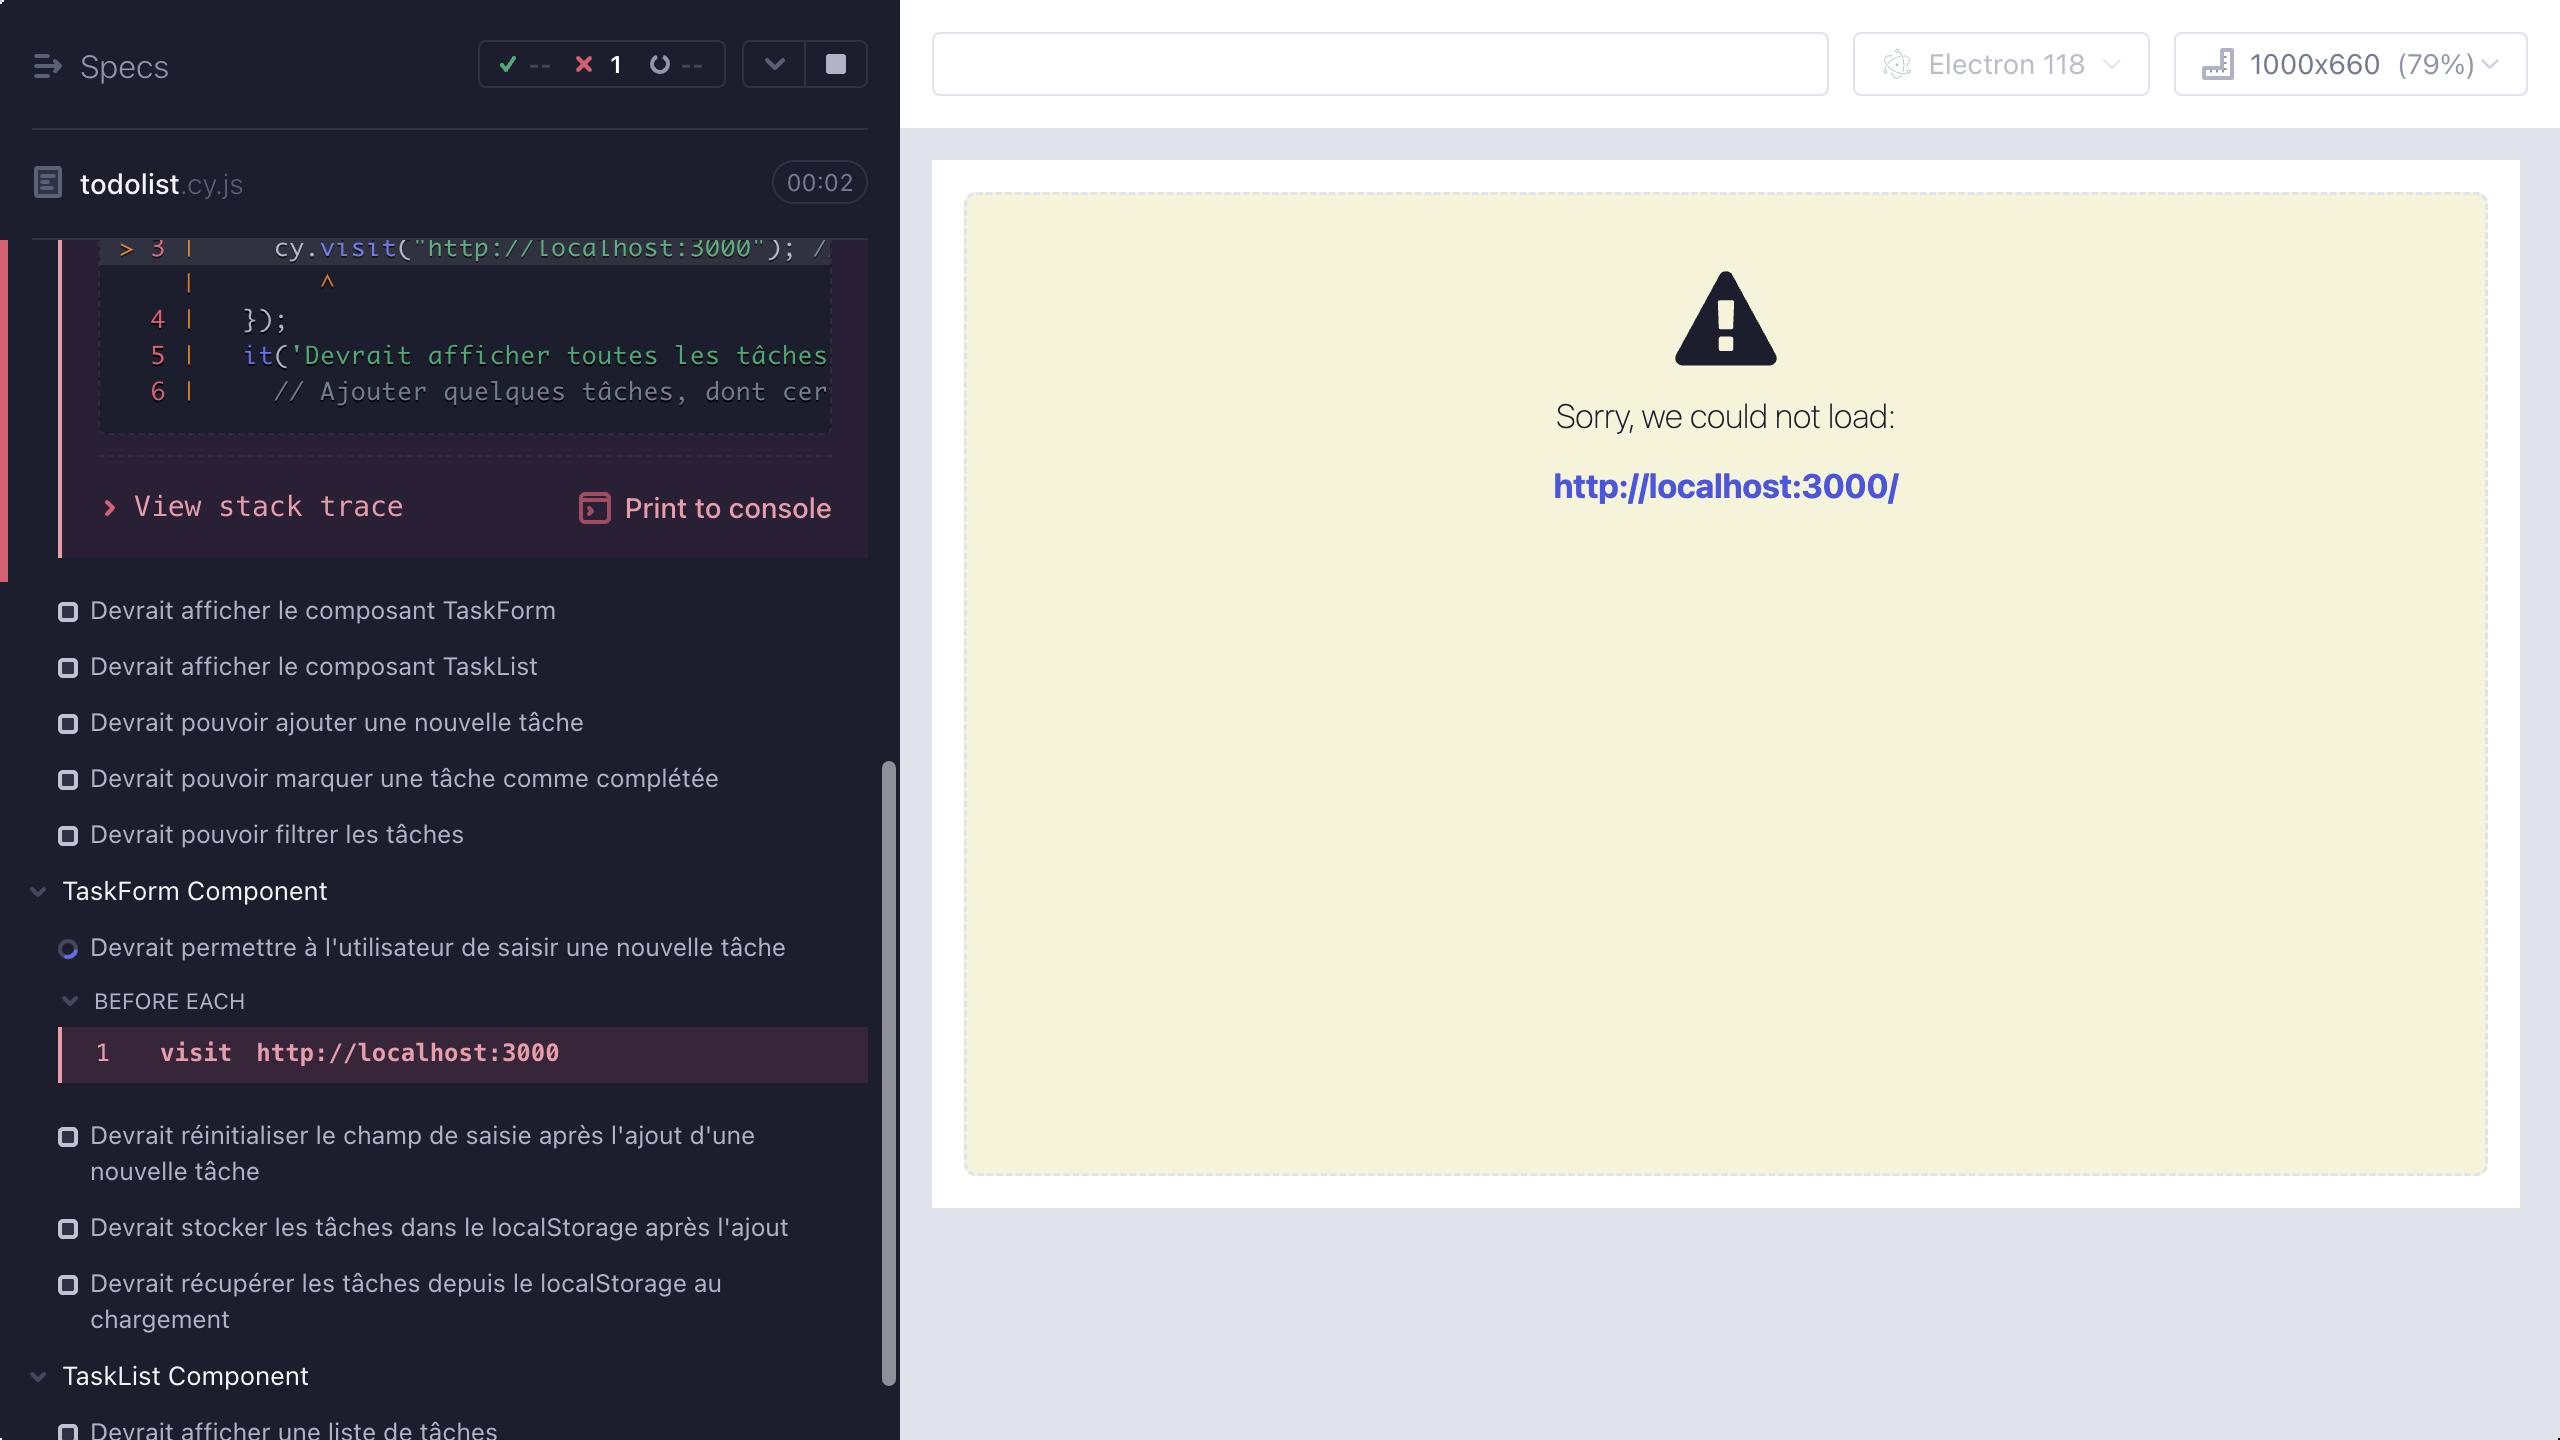 Specs
-- 1 --
todolist.cy.js
00:02
> 3 | cy.visit("http://localhost:3000"); /
| ^
4 | });
5 | it('Devrait afficher toutes les tâches
6 | // Ajouter quelques tâches, dont cer
View stack trace
Print to console
Devrait afficher le composant TaskForm
Devrait afficher le composant TaskList
Devrait pouvoir ajouter une nouvelle tâche
Devrait pouvoir marquer une tâche comme complétée
Devrait pouvoir filtrer les tâches
TaskForm Component
Devrait permettre à l'utilisateur de saisir une nouvelle tâche
BEFORE EACH
1 visit http://localhost:3000
Devrait réinitialiser le champ de saisie après l'ajout d'une
nouvelle tâche
Devrait stocker les tâches dans le localStorage après l'ajout
Devrait récupérer les tâches depuis le localStorage au
chargement
TaskList Component
Devrait afficher une liste de tâches
Electron 118
1000x660 (79%)
Sorry, we could not load:
http://localhost:3000/